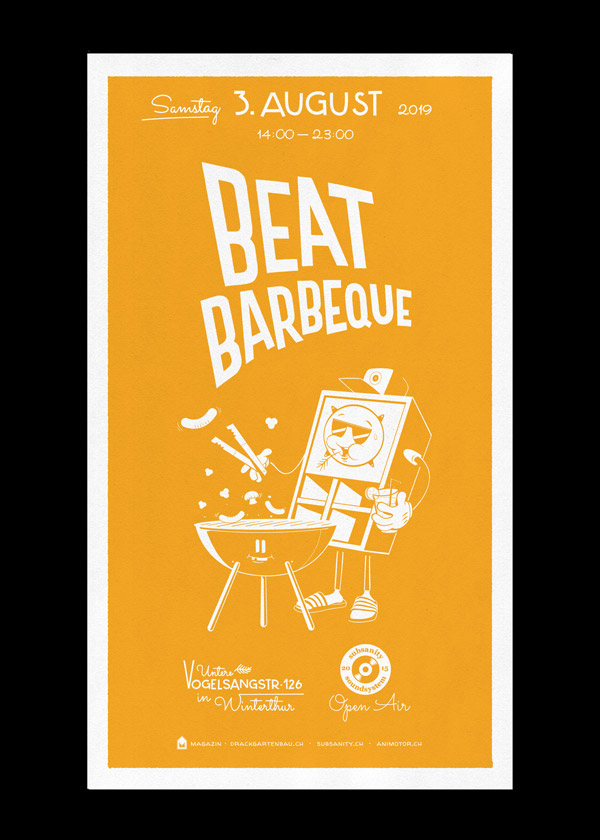 Samstag 3. AUGUST 2019
14:00 — 23:00
BEAT
BARBEQUE
Untere
VOGELSANGSTR. 126
in Winterthur
subsanity
20 15
soundsystem
Open Air
MAGAZIN · DRACKGARTENBAU.CH · SUBSANITY.CH · ANIMOTOR.CH